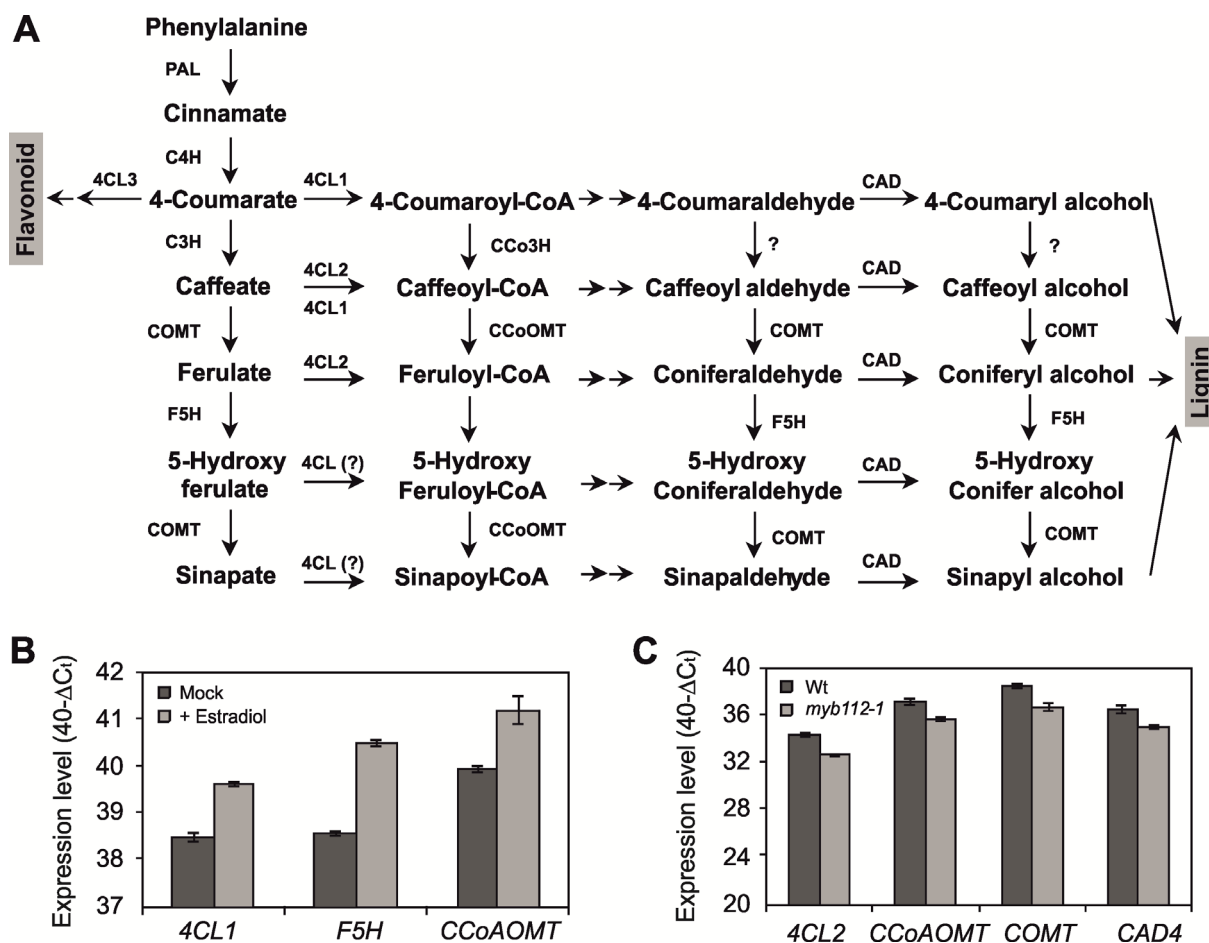 A
Phenylalanine
PAL
Cinnamate
C4H
Flavonoid
4CL3
4-Coumarate
4CL1
4-Coumaroyl-CoA
4-Coumaraldehyde
CAD
4-Coumaryl alcohol
C3H
CCo3H
?
?
Caffeate
4CL2
4CL1
Caffeoyl-CoA
Caffeoyl aldehyde
CAD
Caffeoyl alcohol
COMT
CCoOMT
COMT
COMT
Ferulate
4CL2
Feruloyl-CoA
Coniferaldehyde
CAD
Coniferyl alcohol
Lignin
F5H
F5H
F5H
5-Hydroxy
ferulate
4CL (?)
5-Hydroxy
Feruloyl-CoA
5-Hydroxy
Coniferaldehyde
CAD
5-Hydroxy
Conifer alcohol
COMT
CCoOMT
COMT
COMT
Sinapate
4CL (?)
Sinapoyl-CoA
Sinapaldehyde
CAD
Sinapyl alcohol
B
Expression level (40-ΔCt)
42
41
40
39
38
37
Mock
+ Estradiol
4CL1
F5H
CCoAOMT
C
Expression level (40-ΔCt)
40
36
32
28
24
20
Wt
myb112-1
4CL2
CCoAOMT
COMT
CAD4